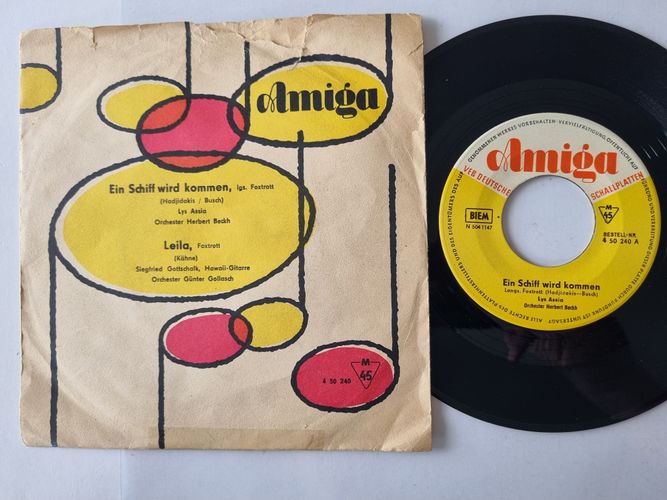 Amiga
Ein Schiff wird kommen, lgs. Foxtrott
(Hadjidakis / Busch)
Lys Assia
Orchester Herbert Beckh
Leila, Foxtrott
(Kähne)
Siegfried Gottschalk, Hawaii-Gitarre
Orchester Günter Gollasch
4 50 240
M
45
Amiga
VEB DEUTSCHE SCHALLPLATTEN
BIEM
N 504 1147
M
45
BESTELL-NR.
4 50 240 A
Ein Schiff wird kommen
Langs. Foxtrott (Hadjidakis—Busch)
Lys Assia
Orchester Herbert Beckh